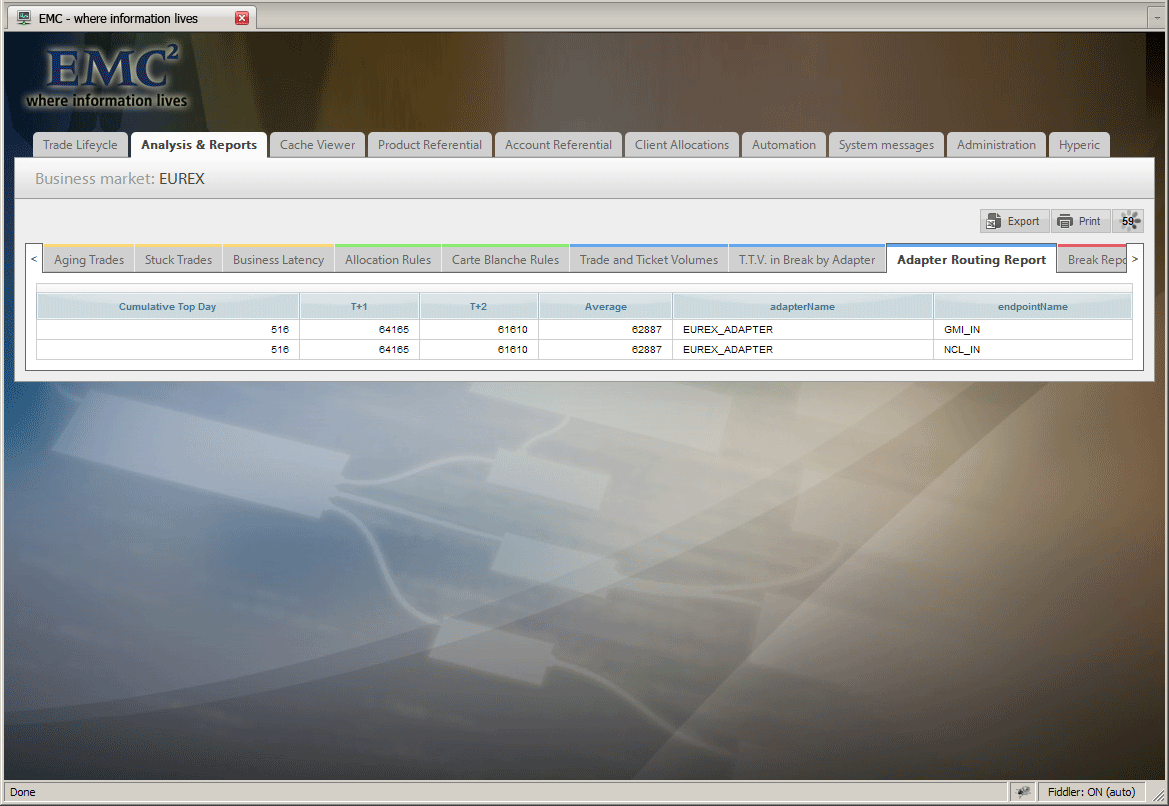 EMC - where information lives
EMC²
where information lives
Trade Lifeycle Analysis & Reports Cache Viewer Product Referential Account Referential Client Allocations Automation System messages Administration Hyperic
Business market: EUREX
Export Print 59
< Aging Trades Stuck Trades Business Latency Allocation Rules Carte Blanche Rules Trade and Ticket Volumes T.T.V. in Break by Adapter Adapter Routing Report Break Repo >
Cumulative Top Day T+1 T+2 Average adapterName endpointName
516 64165 61610 62887 EUREX_ADAPTER GMI_IN
516 64165 61610 62887 EUREX_ADAPTER NCL_IN
Done Fiddler: ON (auto)